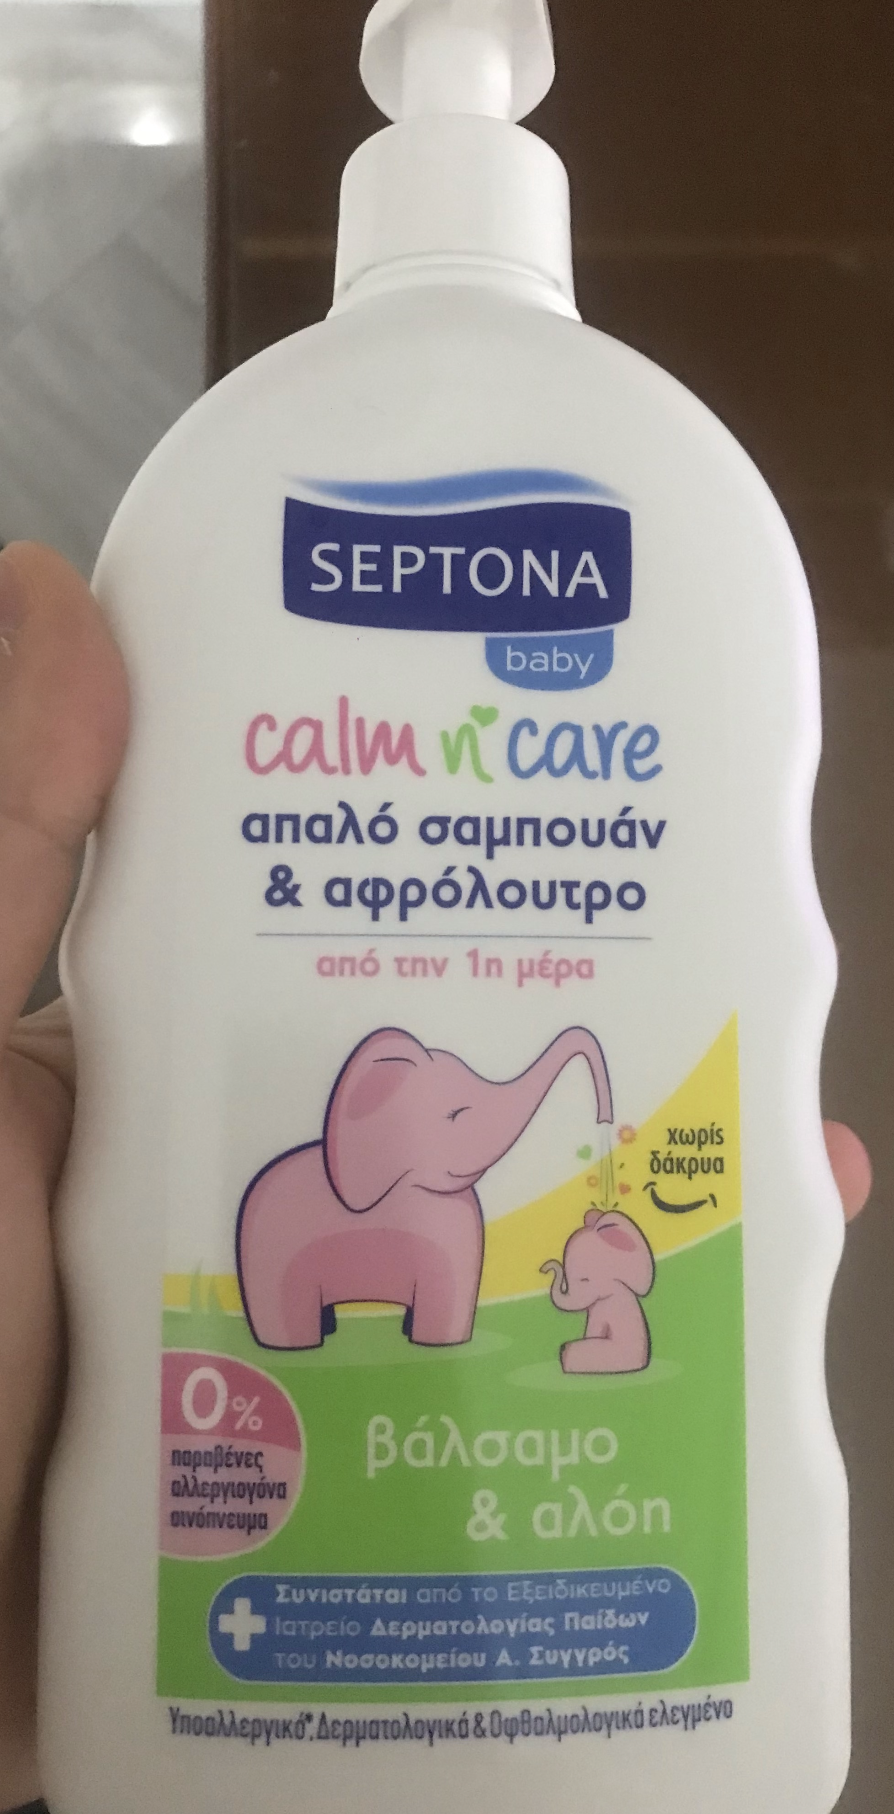 SEPTONA
baby
calm n' care
απαλό σαμπουάν
& αφρόλουτρο
από την 1η μέρα
χωρίς
δάκρυα
0%
παραβένες
αλλεργιογόνα
οινόπνευμα
βάλσαμο
& αλόη
Συνιστάται από το Εξειδικευμένο
Ιατρείο Δερματολογίας Παίδων
του Νοσοκομείου Α. Συγγρός
Υποαλλεργικό*, Δερματολογικά & Οφθαλμολογικά ελεγμένο